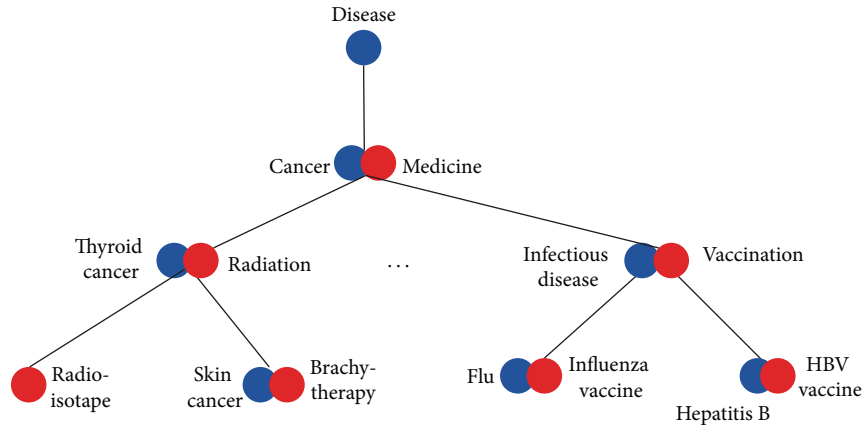 Disease
Cancer
Medicine
Thyroid
cancer
Radiation
...
Infectious
disease
Vaccination
Radio-
isotape
Skin
cancer
Brachy-
therapy
Flu
Influenza
vaccine
HBV
vaccine
Hepatitis B